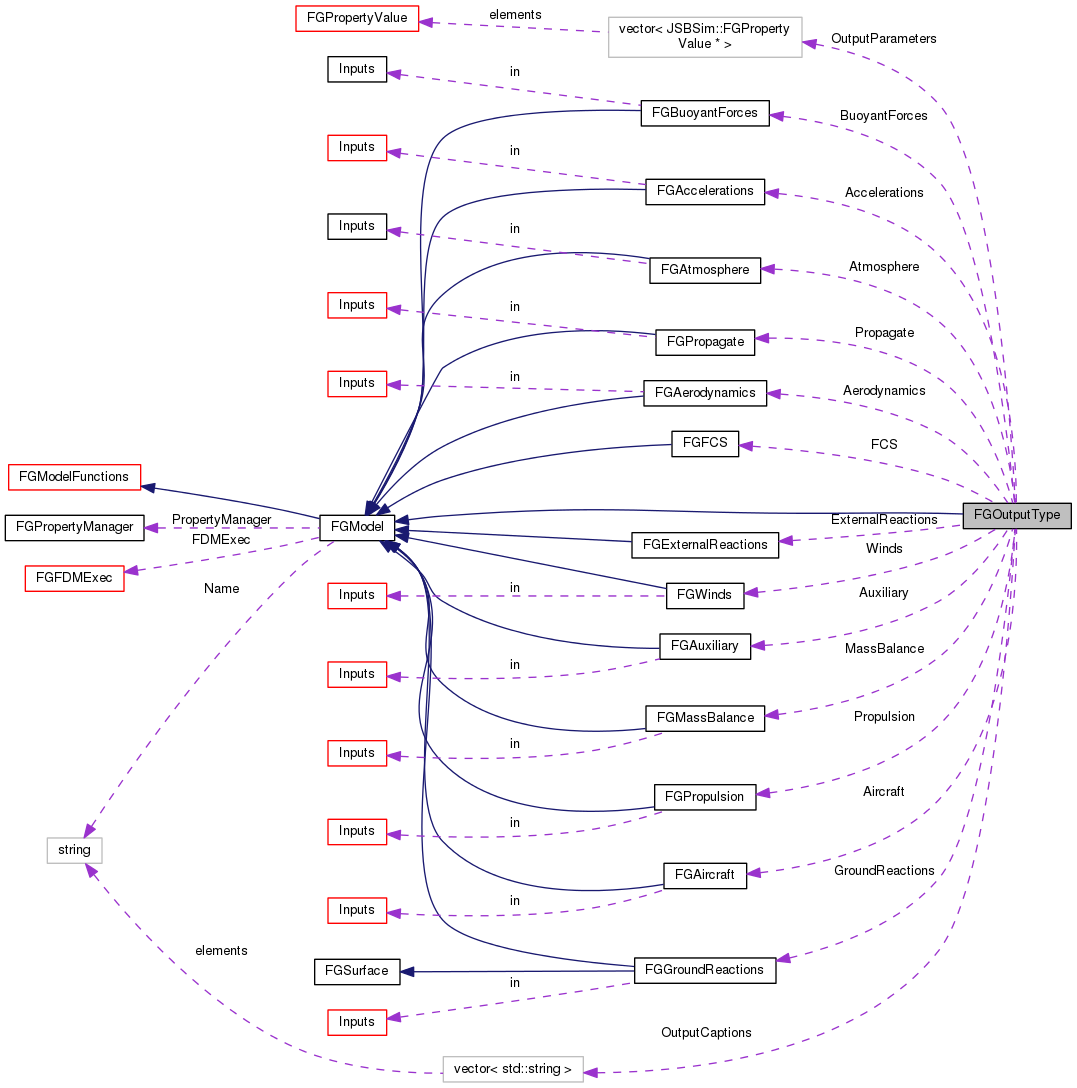 FGPropertyValue
elements
vector< JSBSim::FGProperty
Value * >
OutputParameters
Inputs
in
FGBuoyantForces
BuoyantForces
Inputs
in
FGAccelerations
Accelerations
Inputs
in
FGAtmosphere
Atmosphere
Inputs
in
FGPropagate
Propagate
Inputs
in
FGAerodynamics
Aerodynamics
FGFCS
FCS
FGModelFunctions
FGPropertyManager
PropertyManager
FGModel
FGOutputType
FDMExec
FGFDMExec
FGExternalReactions
ExternalReactions
Name
Inputs
in
FGWinds
Winds
FGAuxiliary
Auxiliary
Inputs
in
FGMassBalance
MassBalance
Inputs
in
FGPropulsion
Propulsion
Inputs
in
FGAircraft
Aircraft
string
Inputs
in
GroundReactions
elements
FGSurface
FGGroundReactions
in
Inputs
OutputCaptions
vector< std::string >